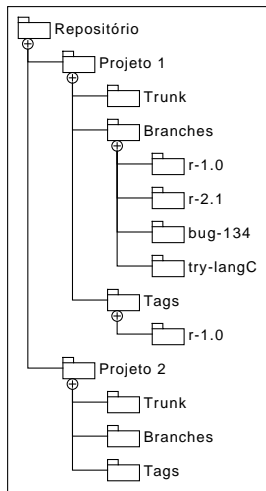 Repositório
Projeto 1
Trunk
Branches
r-1.0
r-2.1
bug-134
try-langC
Tags
r-1.0
Projeto 2
Trunk
Branches
Tags